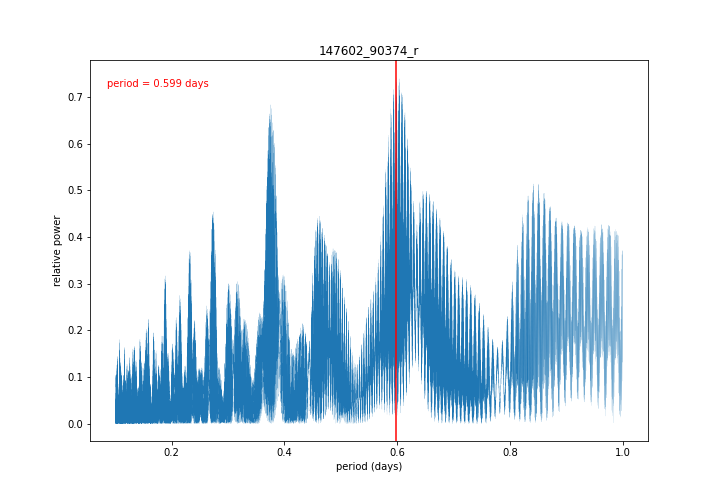 147602_90374_r
period = 0.599 days
relative power
0.7
0.6
0.5
0.4
0.3
0.2
0.1
0.0
0.2 0.4 0.6 0.8 1.0
period (days)